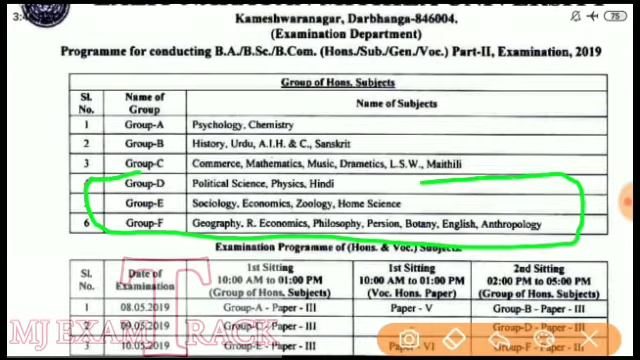 3:4
75
Kameshwaranagar, Darbhanga-846004.
(Examination Department)
Programme for conducting B.A./B.Sc./B.Com. (Hons./Sub./Gen./Voc.) Part-II, Examination, 2019
Group of Hons. Subjects
Sl. No. Name of Group Name of Subjects
1 Group-A Psychology, Chemistry
2 Group-B History, Urdu, A.I.H. & C., Sanskrit
3 Group-C Commerce, Mathematics, Music, Drametics, L.S.W., Maithili
Group-D Political Science, Physics, Hindi
Group-E Sociology, Economics, Zoology, Home Science
6 Group-F Geography, R. Economics, Philosophy, Persion, Botany, English, Anthropology
Examination Programme of (Hons. & Voc.) Subjects.
Sl. No. Date of Examination 1st Sitting 10:00 AM to 01:00 PM (Group of Hons. Subjects) 1st Sitting 10:00 AM to 01:00 PM (Voc. Hons. Paper) 2nd Sitting 02:00 PM to 05:00 PM (Group of Hons. Subjects)
1 08.05.2019 Group-A - Paper - III Paper - V Group-B - Paper - III
2 09.05.2019 Group-C - Paper - III Group-D - Paper - III
3 10.05.2019 Group-E - Paper - III Paper - VI Group-F - Paper - III
MJ EXAM TRACK